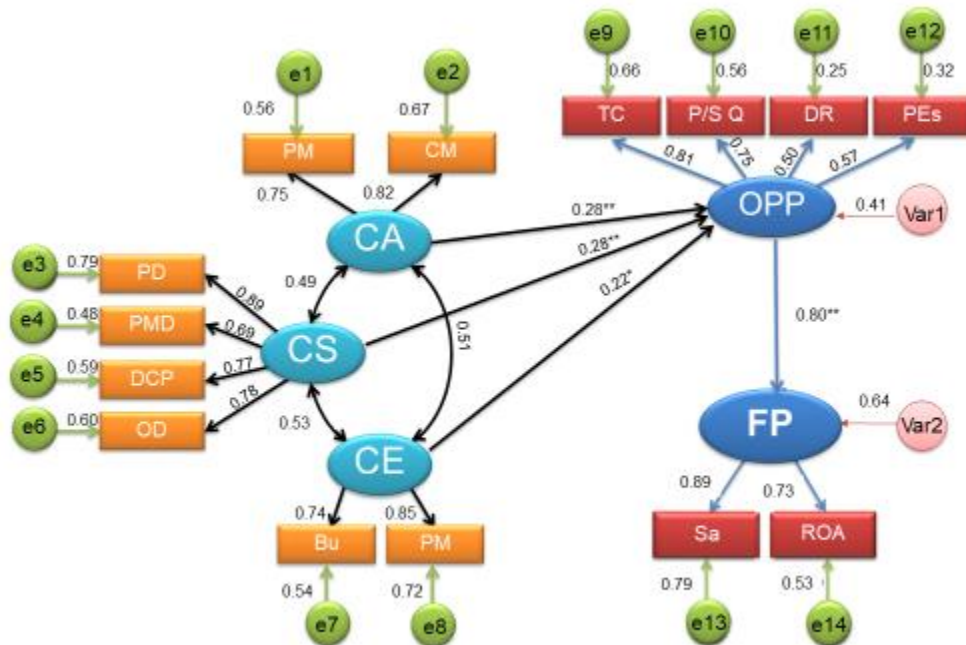 e9 e10 e11 e12
0.66 0.56 0.25 0.32
e1 e2
0.56 0.67
TC P/S Q DR PEs
PM CM
0.81 0.75 0.50 0.57
0.75 0.82
OPP
0.41
Var1
0.28**
CA
0.28**
e3 0.79 PD
0.49
0.22*
0.89
e4 0.48 PMD
0.69
0.51
0.80**
CS
e5 0.59 DCP
0.77
0.78
e6 0.60 OD
0.53
FP
0.64
Var2
CE
0.89 0.73
0.74 0.85
Bu PM
Sa ROA
0.54 0.72
0.79 0.53
e7 e8
e13 e14